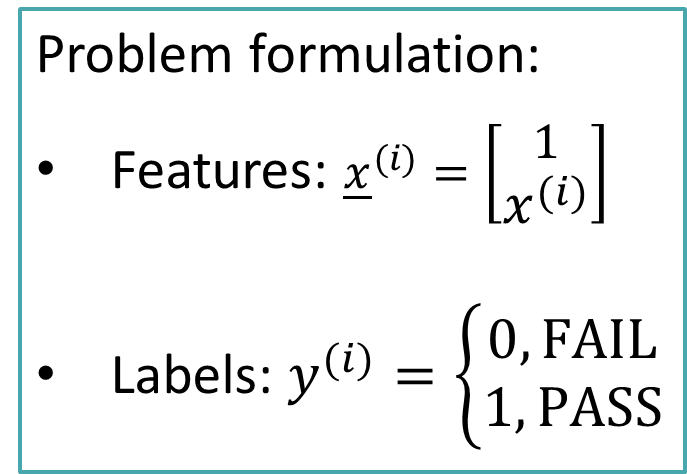 Problem formulation:
• Features: x̲⁽ⁱ⁾ = [1
x⁽ⁱ⁾]
• Labels: y⁽ⁱ⁾ = {0, FAIL
1, PASS